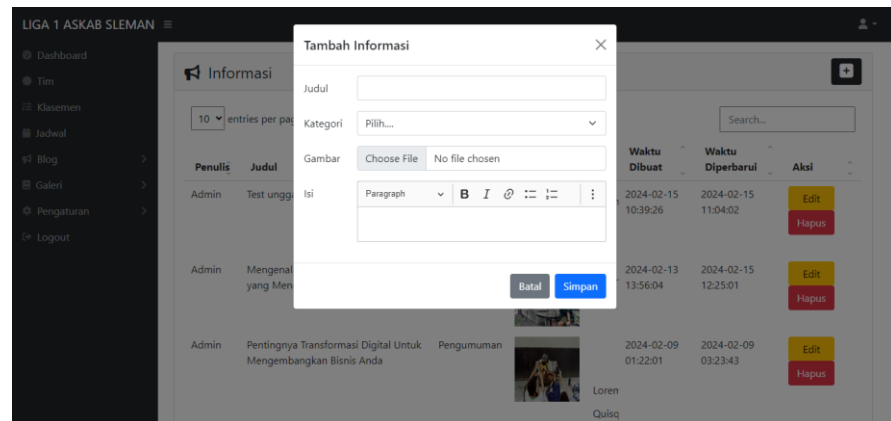 LIGA 1 ASKAB SLEMAN
Dashboard
Tim
Klasemen
Jadwal
Blog
Galeri
Pengaturan
Logout
Informasi
10 entries per pag
Search...
Penulis Judul Waktu Dibuat Waktu Diperbarui Aksi
Admin Test ungga 2024-02-15 10:39:26 2024-02-15 11:04:02 Edit Hapus
Admin Mengenal yang Men 2024-02-13 13:56:04 2024-02-15 12:25:01 Edit Hapus
Admin Pentingnya Transformasi Digital Untuk Mengembangkan Bisnis Anda Pengumuman 2024-02-09 01:22:01 2024-02-09 03:23:43 Edit Hapus
Lorem
Quisq
Tambah Informasi
Judul
Kategori Pilih....
Gambar Choose File No file chosen
Isi Paragraph B I
Batal Simpan